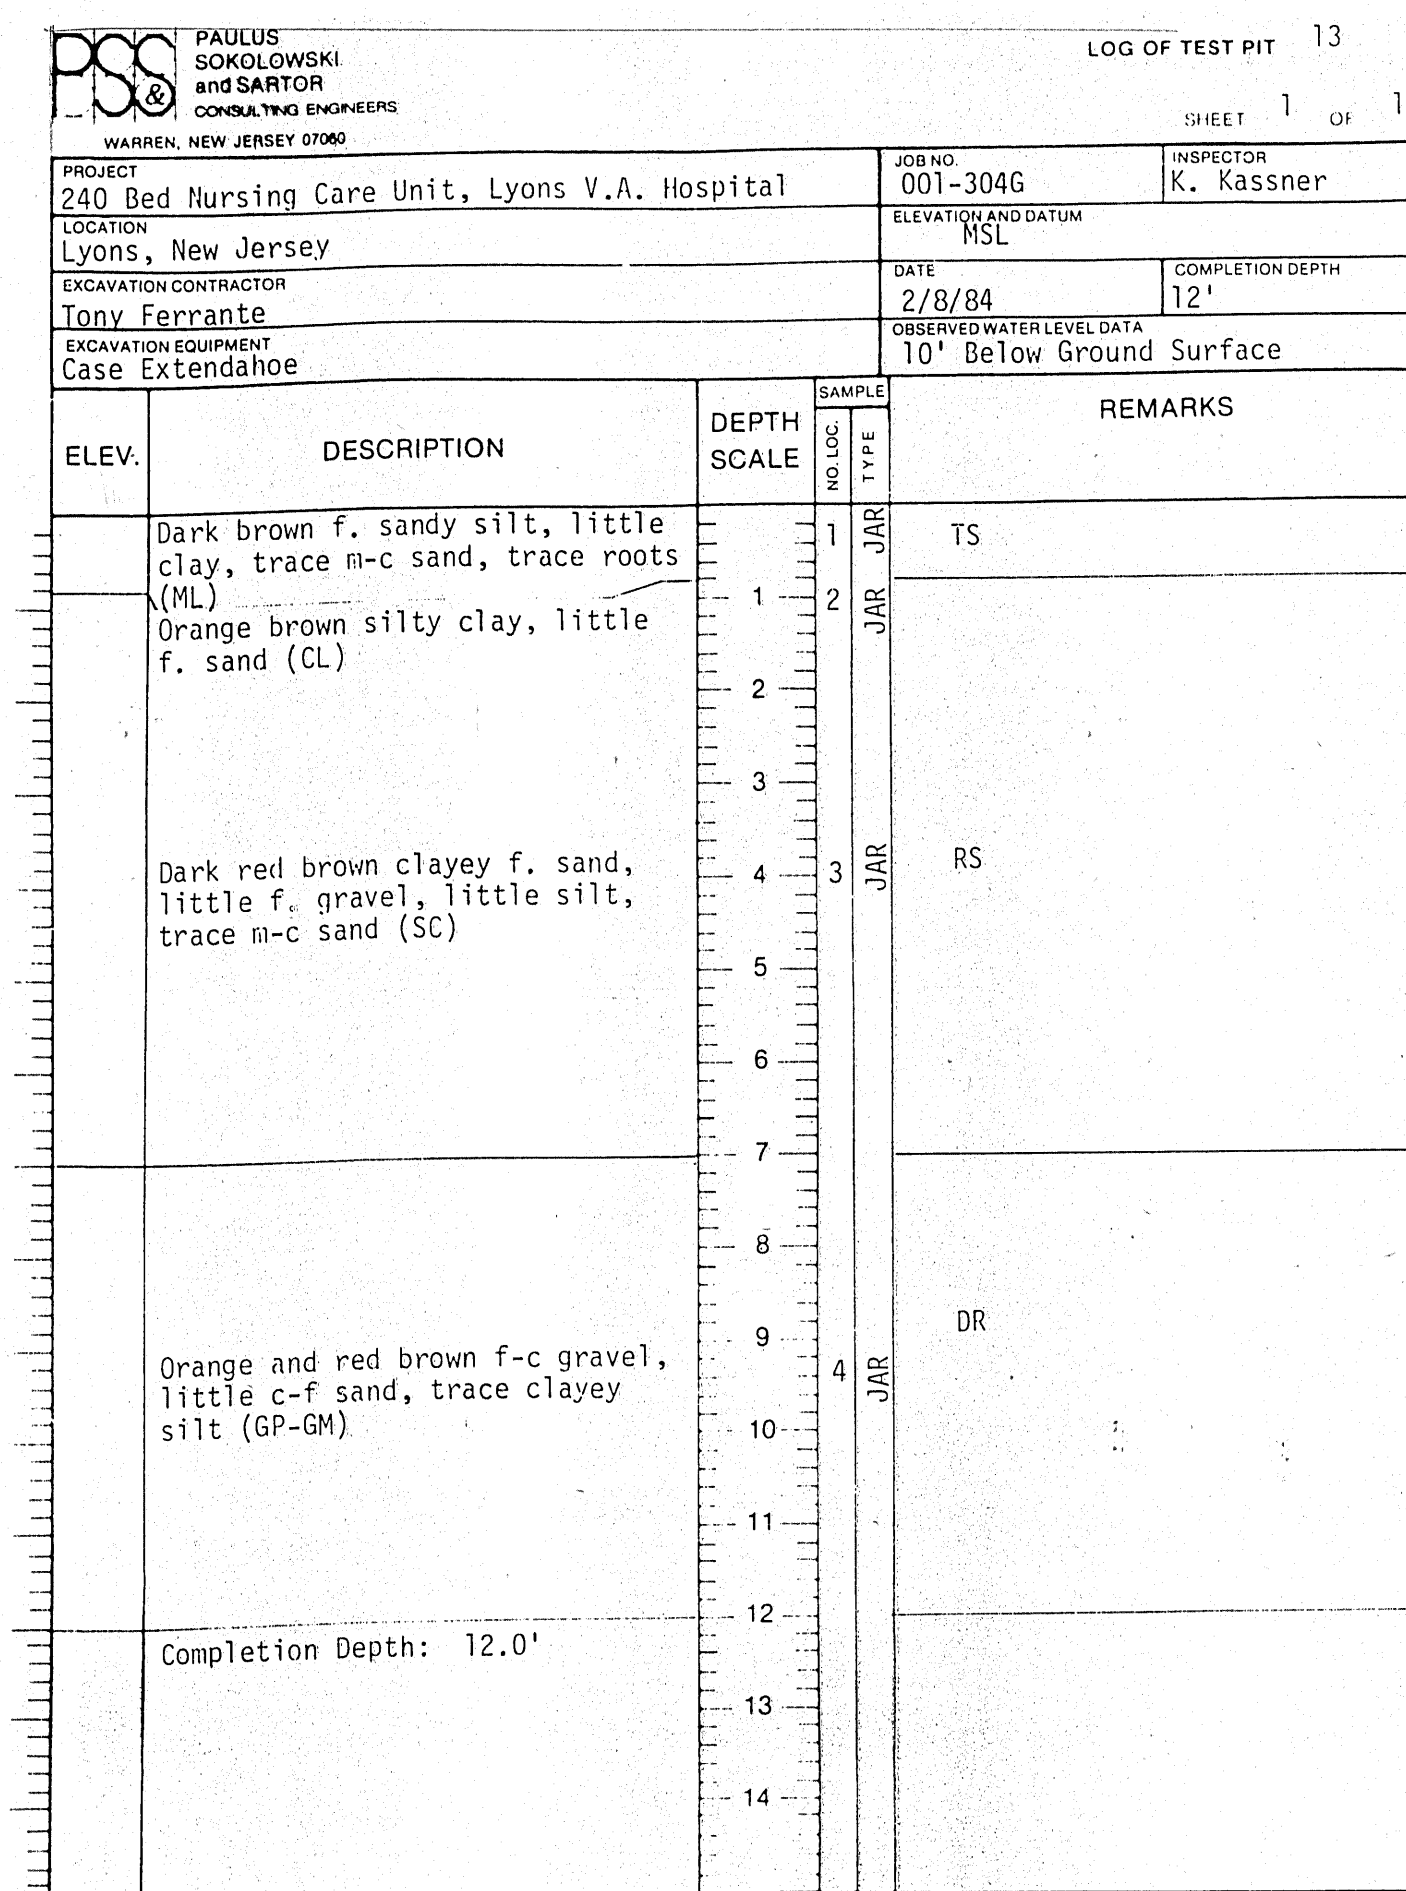 PSS&
PAULUS
SOKOLOWSKI
and SARTOR
CONSULTING ENGINEERS
WARREN, NEW JERSEY 07060
LOG OF TEST PIT 13
SHEET 1 OF 1
PROJECT
240 Bed Nursing Care Unit, Lyons V.A. Hospital
JOB NO.
001-304G
INSPECTOR
K. Kassner
LOCATION
Lyons, New Jersey
ELEVATION AND DATUM
MSL
EXCAVATION CONTRACTOR
Tony Ferrante
DATE
2/8/84
COMPLETION DEPTH
12'
EXCAVATION EQUIPMENT
Case Extendahoe
OBSERVED WATER LEVEL DATA
10' Below Ground Surface
ELEV.
DESCRIPTION
DEPTH
SCALE
SAMPLE
NO. LOC.
TYPE
REMARKS
Dark brown f. sandy silt, little
clay, trace m-c sand, trace roots
(ML)
1 JAR TS
1
2 JAR
Orange brown silty clay, little
f. sand (CL)
2
3
Dark red brown clayey f. sand,
little f. gravel, little silt,
trace m-c sand (SC)
4
3 JAR RS
5
6
7
8
9
DR
Orange and red brown f-c gravel,
little c-f sand, trace clayey
silt (GP-GM)
4 JAR
10
11
12
Completion Depth: 12.0'
13
14